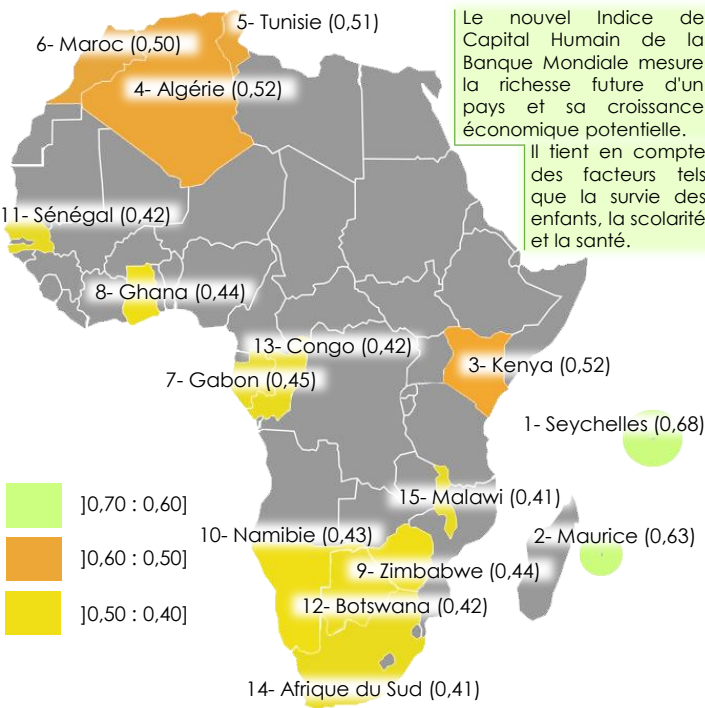 5- Tunisie (0,51)
6- Maroc (0,50)
4- Algérie (0,52)
Le nouvel Indice de
Capital Humain de la
Banque Mondiale mesure
la richesse future d'un
pays et sa croissance
économique potentielle.
Il tient en compte
des facteurs tels
que la survie des
enfants, la scolarité
et la santé.
11- Sénégal (0,42)
8- Ghana (0,44)
13- Congo (0,42)
7- Gabon (0,45)
3- Kenya (0,52)
1- Seychelles (0,68)
15- Malawi (0,41)
10- Namibie (0,43)
2- Maurice (0,63)
9- Zimbabwe (0,44)
12- Botswana (0,42)
14- Afrique du Sud (0,41)
]0,70 : 0,60]
]0,60 : 0,50]
]0,50 : 0,40]